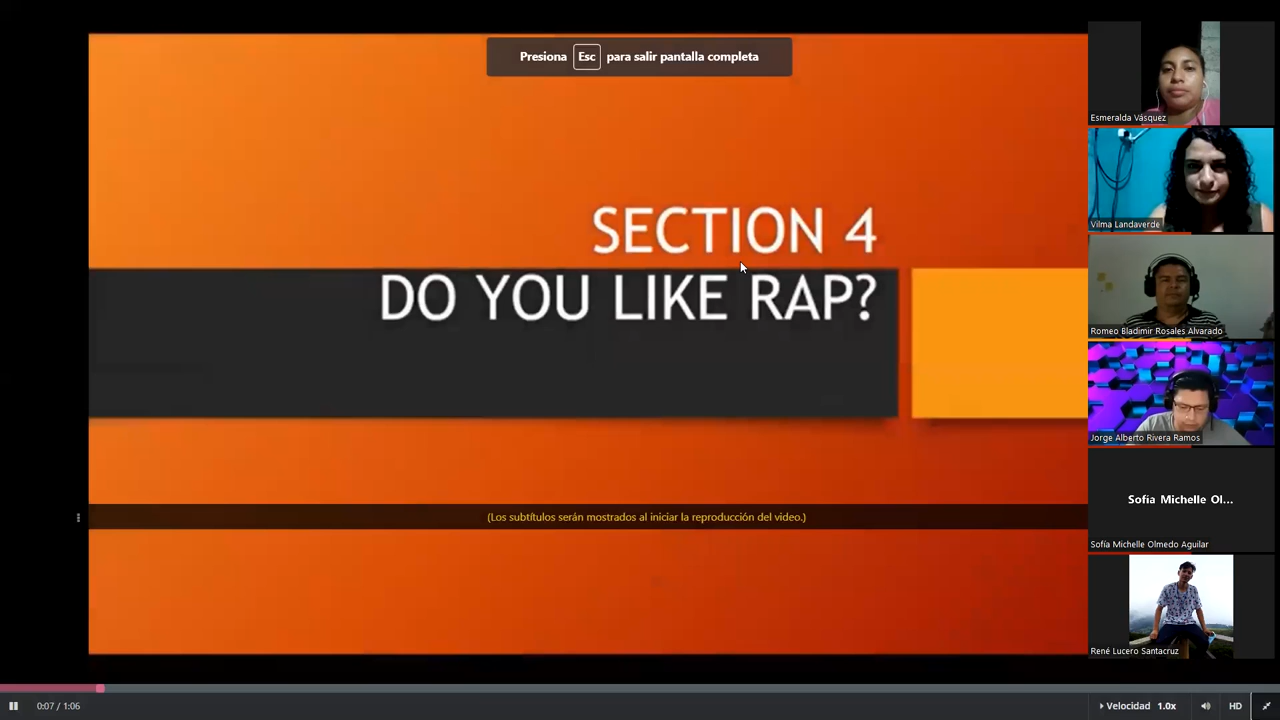 Presiona Esc para salir pantalla completa
SECTION 4
DO YOU LIKE RAP?
(Los subtítulos serán mostrados al iniciar la reproducción del video.)
0:07 / 1:06
Velocidad 1.0x
HD
Esmeralda Vásquez
Vilma Landaverde
Romeo Bladimir Rosales Alvarado
Jorge Alberto Rivera Ramos
Sofia Michelle Ol...
Sofía Michelle Olmedo Aguilar
René Lucero Santacruz